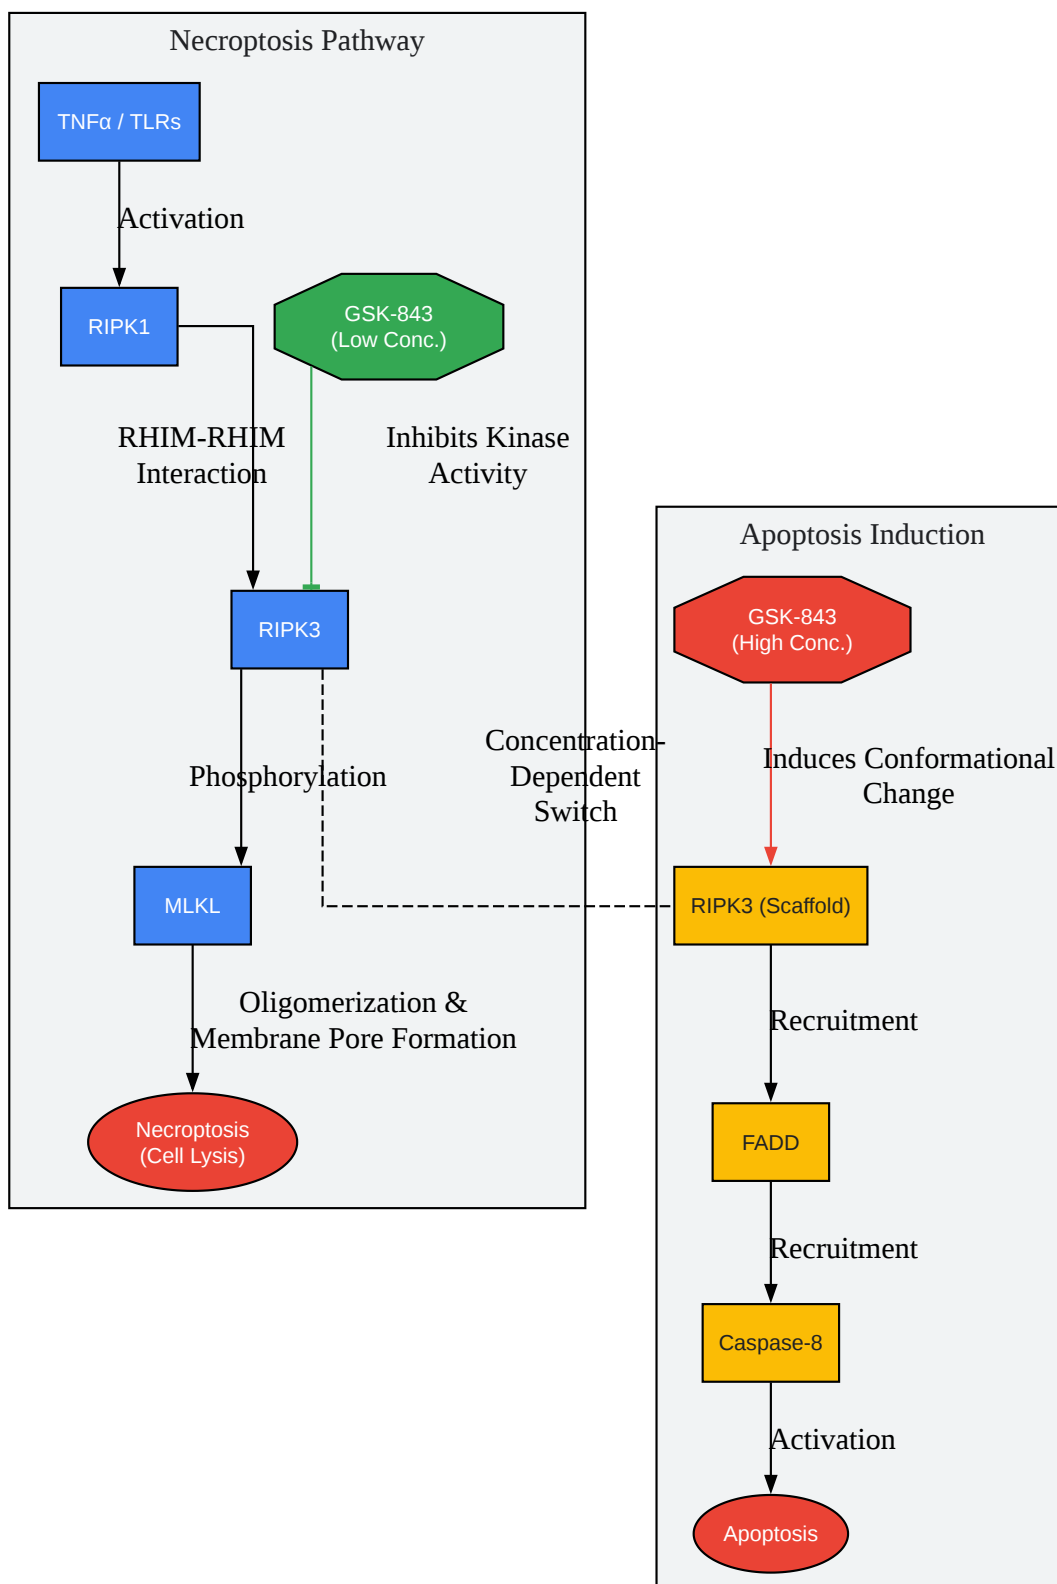 Necroptosis Pathway
TNFα / TLRs
Activation
RIPK1
GSK-843
(Low Conc.)
RHIM-RHIM
Interaction
Inhibits Kinase
Activity
RIPK3
Phosphorylation
Concentration-
Dependent
Switch
MLKL
Oligomerization &
Membrane Pore Formation
Necroptosis
(Cell Lysis)
Apoptosis Induction
GSK-843
(High Conc.)
Induces Conformational
Change
RIPK3 (Scaffold)
Recruitment
FADD
Recruitment
Caspase-8
Activation
Apoptosis